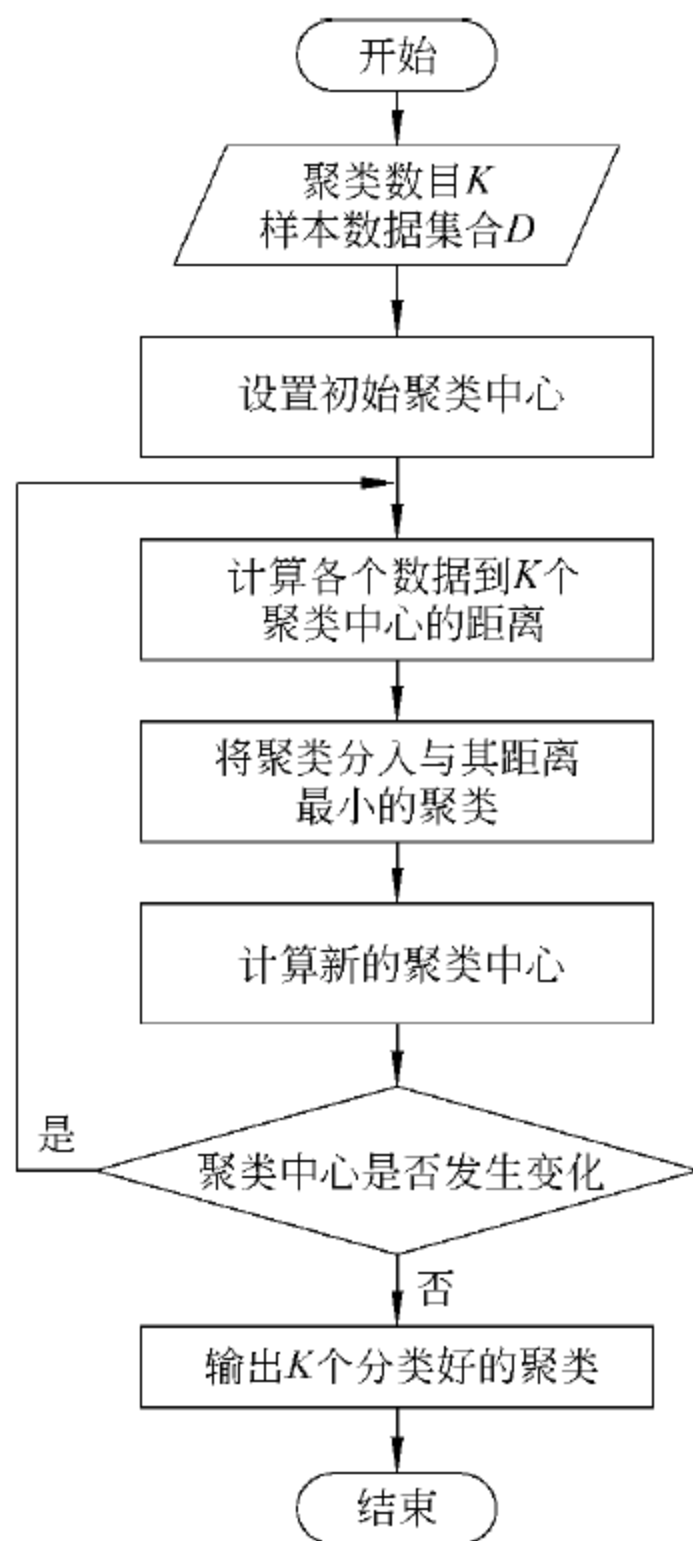 开始
聚类数目K
样本数据集合D
设置初始聚类中心
计算各个数据到K个
聚类中心的距离
将聚类分入与其距离
最小的聚类
计算新的聚类中心
是
聚类中心是否发生变化
否
输出K个分类好的聚类
结束